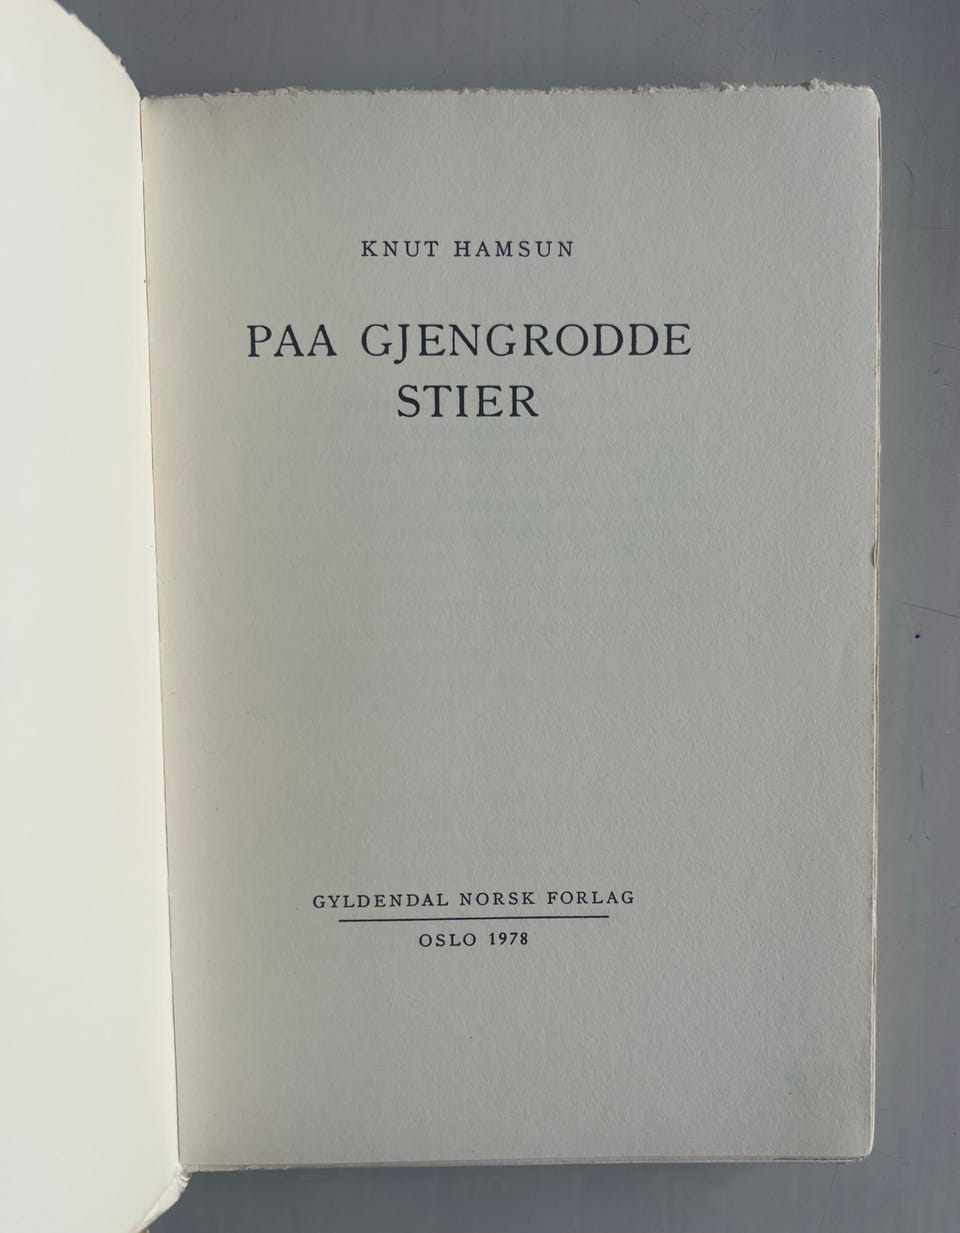 KNUT HAMSUN
PAA GJENGRODDE
STIER
GYLDENDAL NORSK FORLAG
OSLO 1978